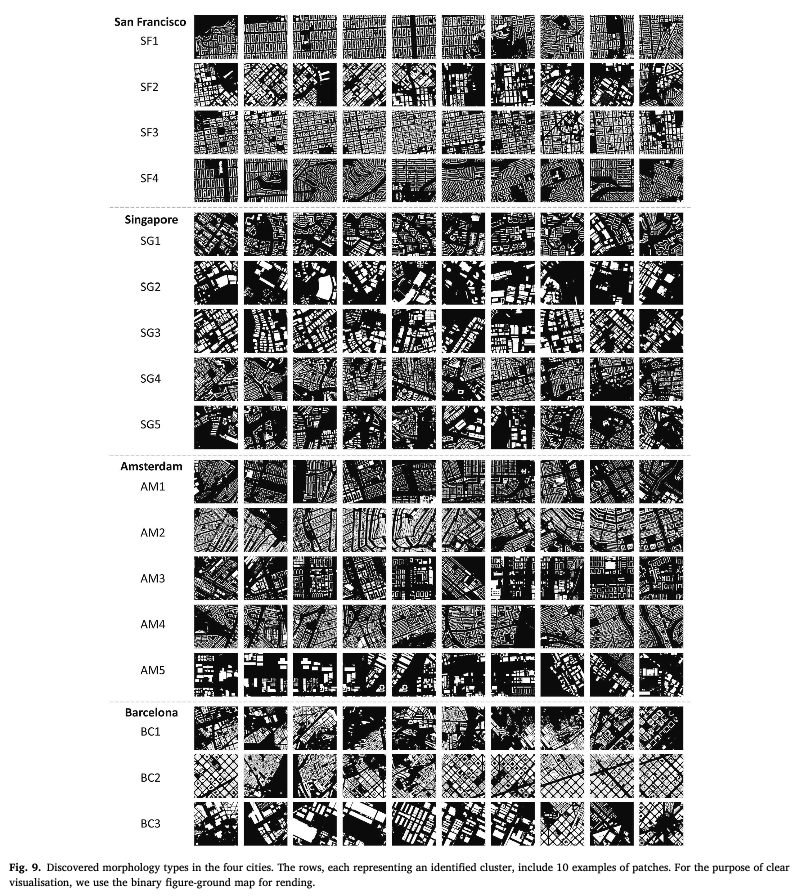 San Francisco
SF1
SF2
SF3
SF4
Singapore
SG1
SG2
SG3
SG4
SG5
Amsterdam
AM1
AM2
AM3
AM4
AM5
Barcelona
BC1
BC2
BC3
Fig. 9. Discovered morphology types in the four cities. The rows, each representing an identified cluster, include 10 examples of patches. For the purpose of clear
visualisation, we use the binary figure-ground map for rending.